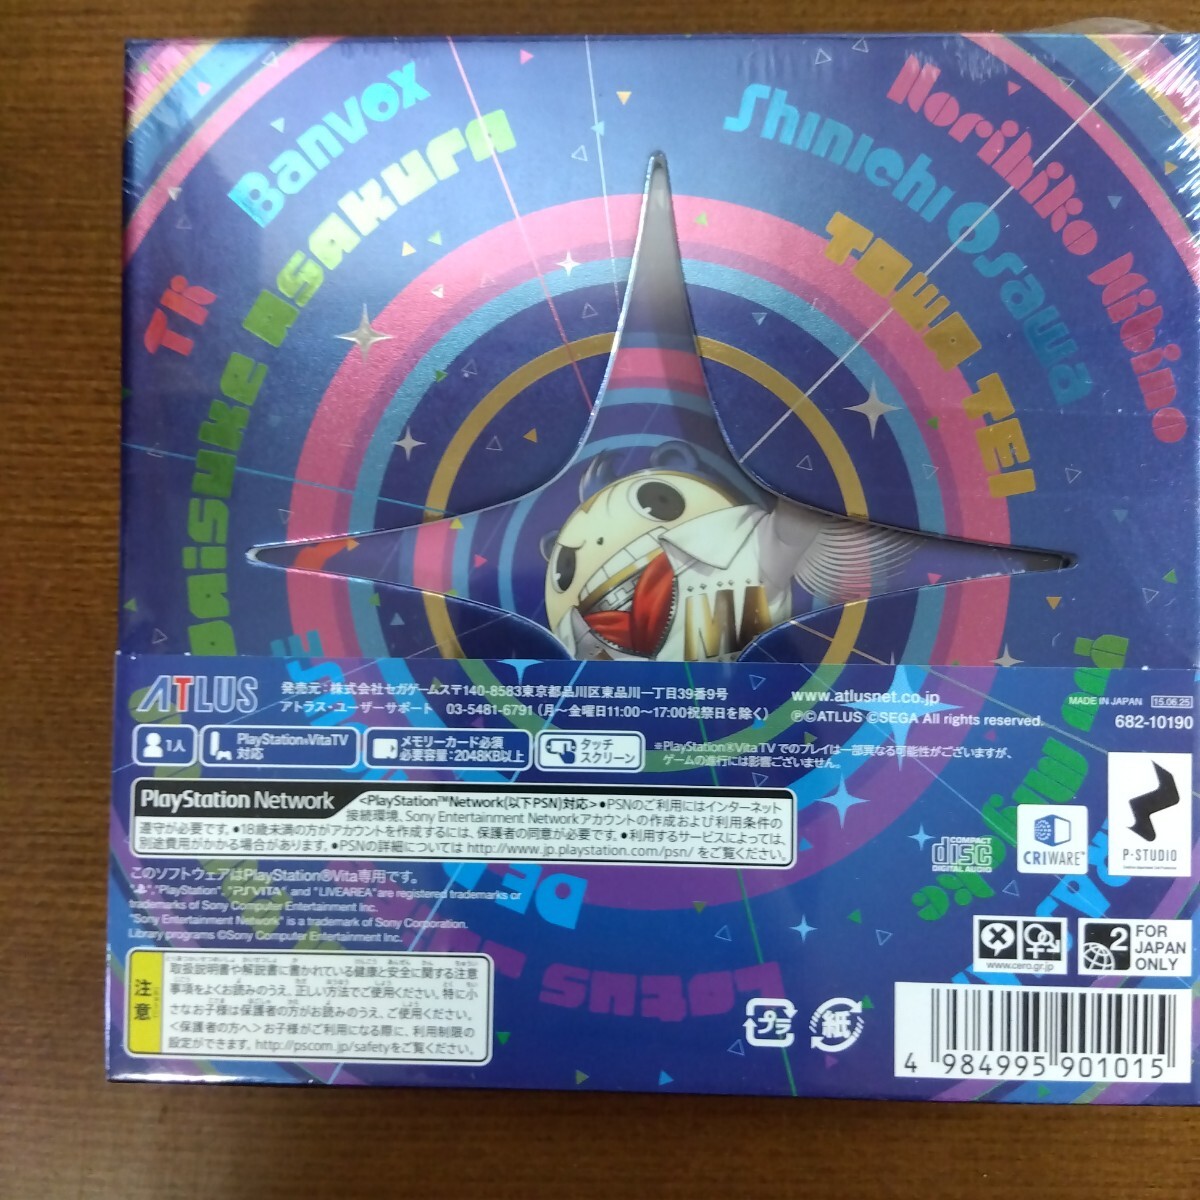 Banvox
Shinichi Osawa
Norihiko Hibino
TK
Daisuke Asakura
TOWA TEI
Lotus
ATLUS
発売元:株式会社セガゲームス〒140-8583東京都品川区東品川一丁目39番9号
アトラス・ユーザーサポート 03-5481-6791(月~金曜日11:00~17:00祝祭日を除く)
www.atlusnet.co.jp
℗©ATLUS ©SEGA All rights reserved.
MADE IN JAPAN 15.06.25
682-10190
1人
PlayStation®VitaTV
対応
メモリーカード必須
必要容量:2048KB以上
タッチ
スクリーン
※PlayStation®VitaTVでのプレイは一部異なる可能性がございますが、
ゲームの進行には影響ございません。
PlayStation Network <PlayStation™Network(以下PSN)対応>●PSNのご利用にはインターネット
接続環境、Sony Entertainment Networkアカウントの作成および利用条件の
遵守が必要です。●18歳未満の方がアカウントを作成するには、保護者の同意が必要です。●利用するサービスによっては、
別途費用がかかる場合があります。●PSNの詳細については http://www.jp.playstation.com/psn/ をご覧ください。
このソフトウェアはPlayStation®Vita専用です。
"PlayStation", "PSVITA" and "LIVEAREA" are registered trademarks or
trademarks of Sony Computer Entertainment Inc.
"Sony Entertainment Network" is a trademark of Sony Corporation.
Library programs ©Sony Computer Entertainment Inc.
注意
取扱説明書や解説書に書かれている健康と安全に関する注意
事項をよくお読みのうえ、正しい方法でご使用ください。特に小
さなお子様は保護者の方がお読みのうえ、ご使用ください。
<保護者の方へ>お子様がご利用になる際に、利用制限の
設定ができます。http://pscom.jp/safetyをご覧ください。
COMPACT
disc
DIGITAL AUDIO
CRIWARE™
P-STUDIO
www.cero.gr.jp
2
FOR
JAPAN
ONLY
プラ
紙
4 984995 901015